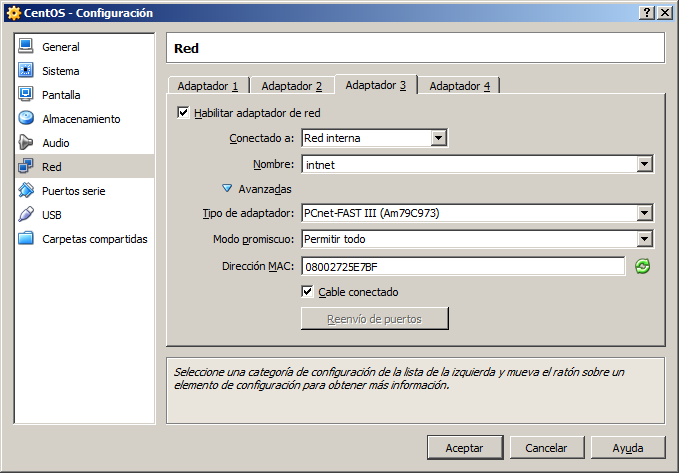 CentOS - Configuración
General
Sistema
Pantalla
Almacenamiento
Audio
Red
Puertos serie
USB
Carpetas compartidas
Red
Adaptador 1
Adaptador 2
Adaptador 3
Adaptador 4
Habilitar adaptador de red
Conectado a: Red interna
Nombre: intnet
Avanzadas
Tipo de adaptador: PCnet-FAST III (Am79C973)
Modo promiscuo: Permitir todo
Dirección MAC: 08002725E7BF
Cable conectado
Reenvío de puertos
Seleccione una categoría de configuración de la lista de la izquierda y mueva el ratón sobre un
elemento de configuración para obtener más información.
Aceptar
Cancelar
Ayuda